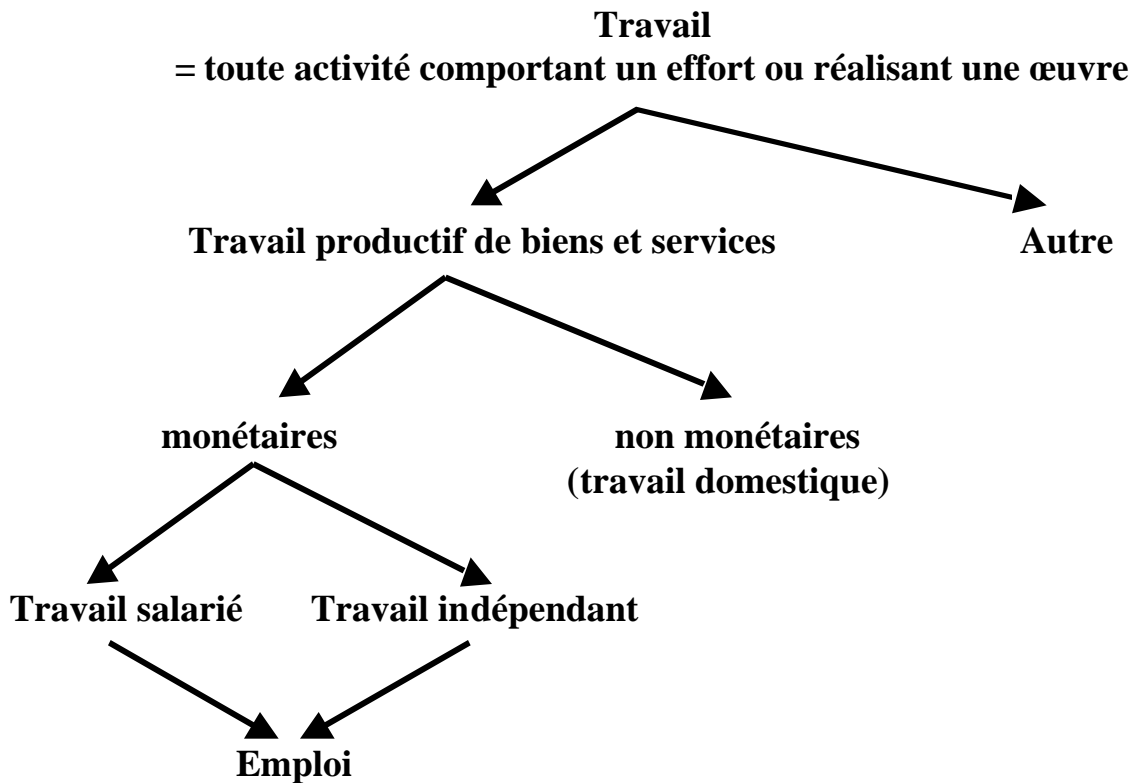 Travail
= toute activité comportant un effort ou réalisant une œuvre
Travail productif de biens et services
Autre
monétaires
non monétaires
(travail domestique)
Travail salarié
Travail indépendant
Emploi